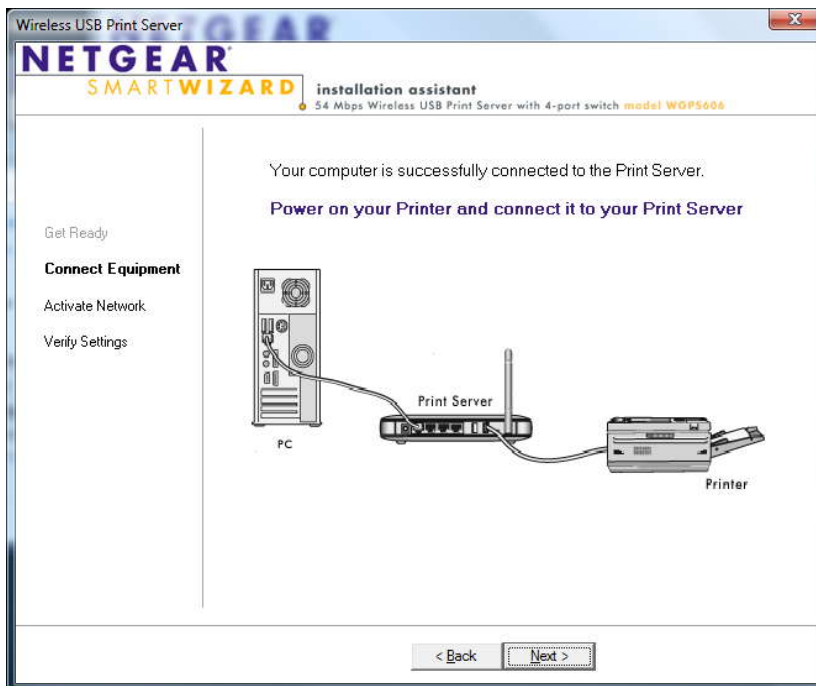 Wireless USB Print Server
NETGEAR
SMARTWIZARD
installation assistant
54 Mbps Wireless USB Print Server with 4-port switch model WGPS606
Your computer is successfully connected to the Print Server.
Power on your Printer and connect it to your Print Server
Get Ready
Connect Equipment
Activate Network
Verify Settings
Print Server
PC
Printer
< Back
Next >